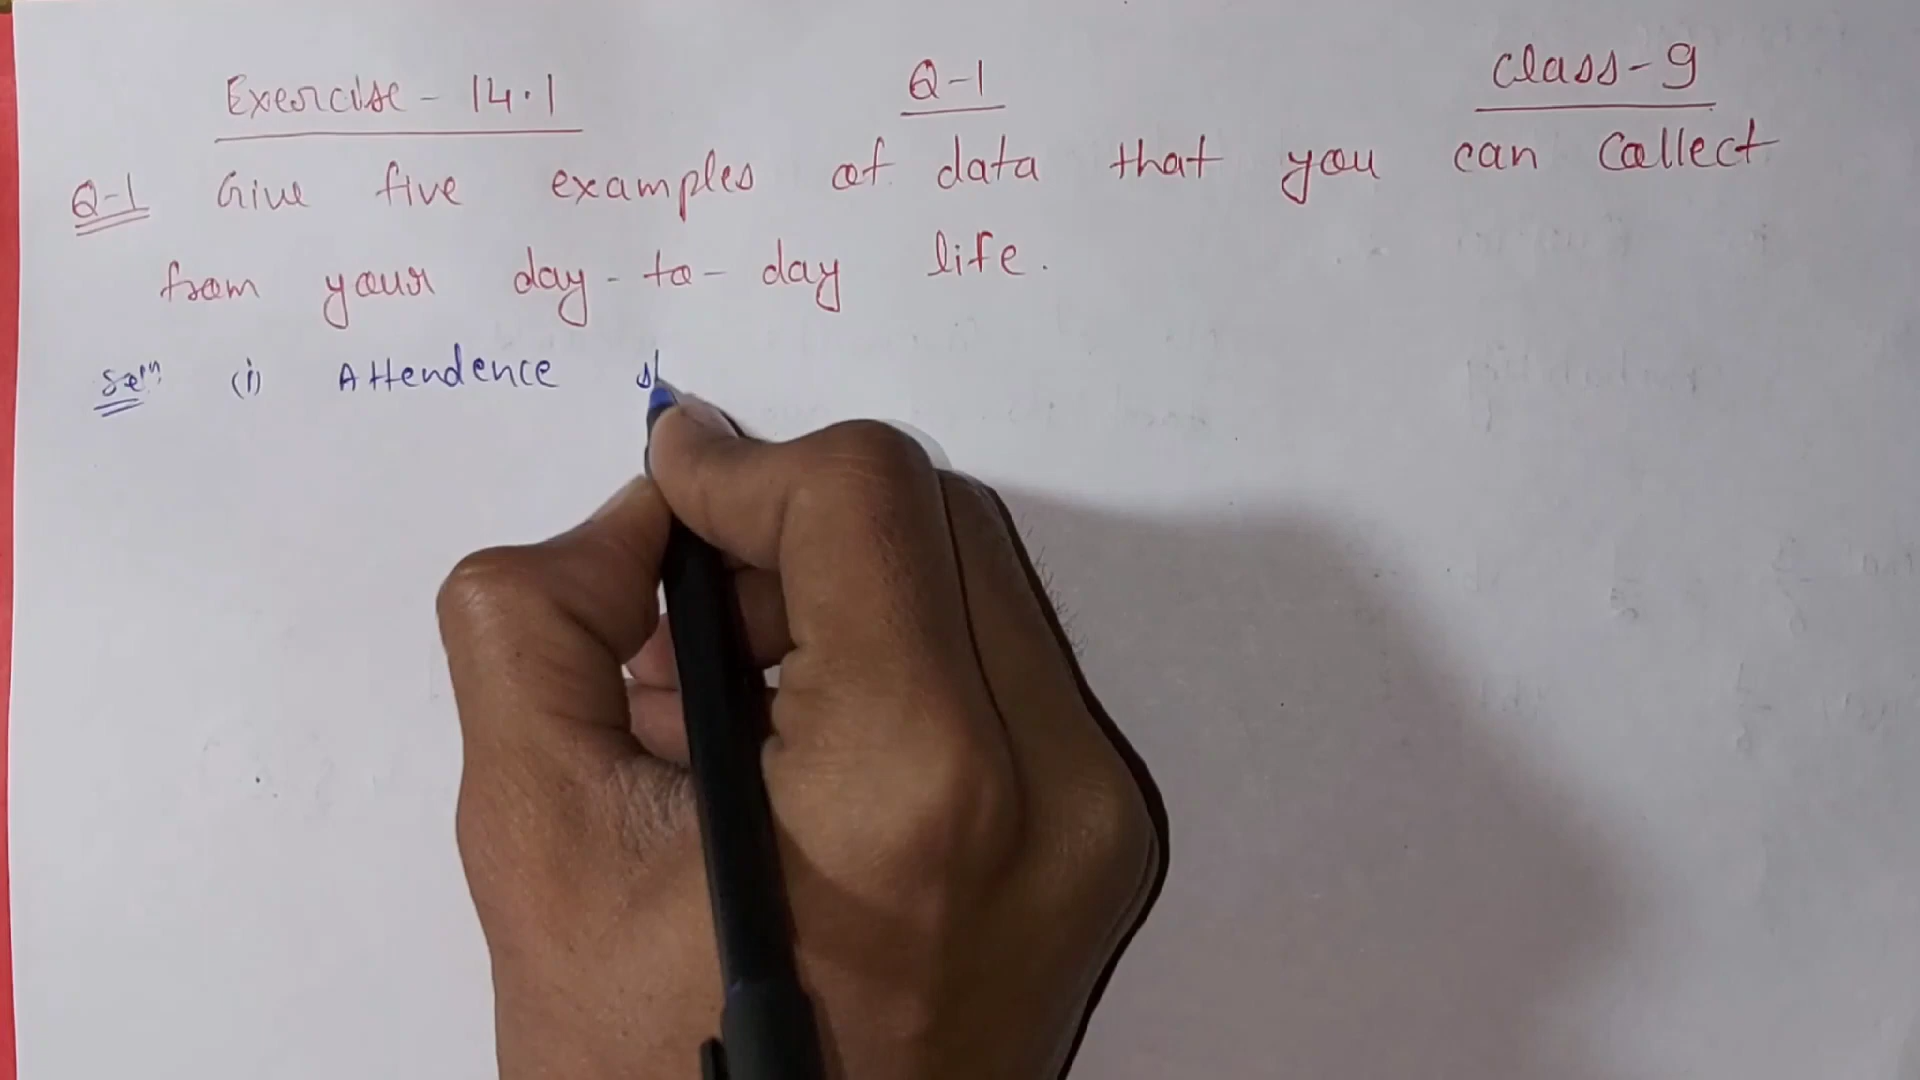 Exercise - 14.1 Q-1 Class-9
Q-1 Give five examples of data that you can collect
from your day-to-day life.
Solⁿ (i) Attendence